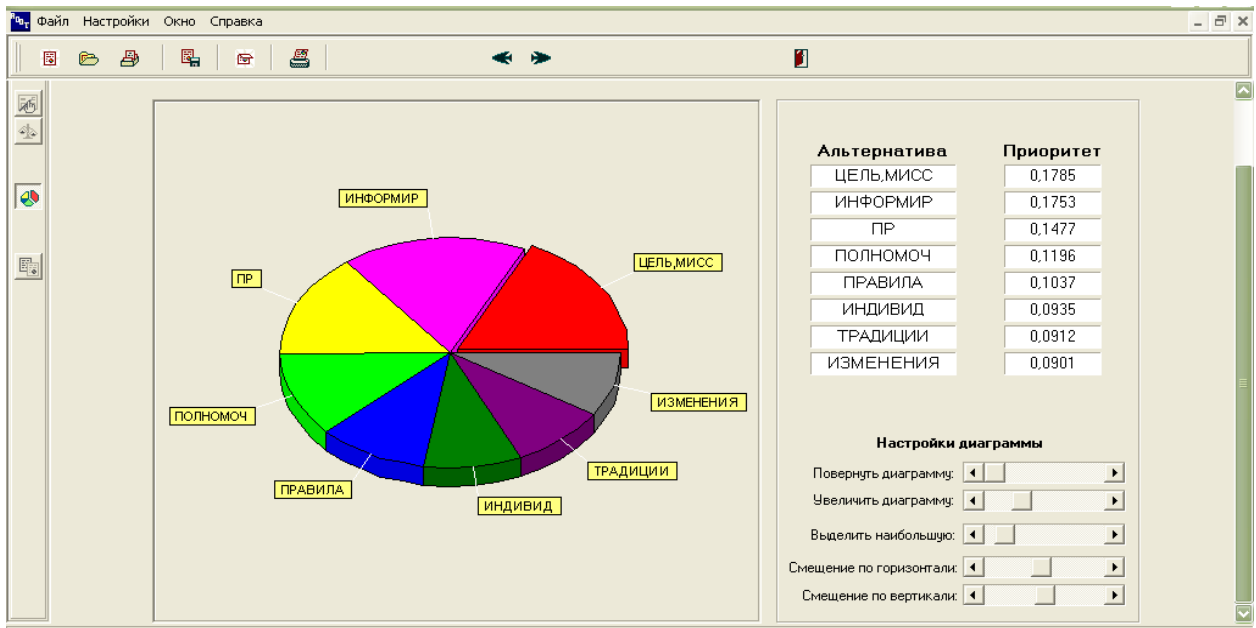 Файл Настройки Окно Справка
ИНФОРМИР
ЦЕЛЬ,МИСС
ПР
ИЗМЕНЕНИЯ
ПОЛНОМОЧ
ТРАДИЦИИ
ПРАВИЛА
ИНДИВИД
Альтернатива Приоритет
ЦЕЛЬ,МИСС 0,1785
ИНФОРМИР 0,1753
ПР 0,1477
ПОЛНОМОЧ 0,1196
ПРАВИЛА 0,1037
ИНДИВИД 0,0935
ТРАДИЦИИ 0,0912
ИЗМЕНЕНИЯ 0,0901
Настройки диаграммы
Повернуть диаграмму:
Увеличить диаграмму:
Выделить наибольшую:
Смещение по горизонтали:
Смещение по вертикали: